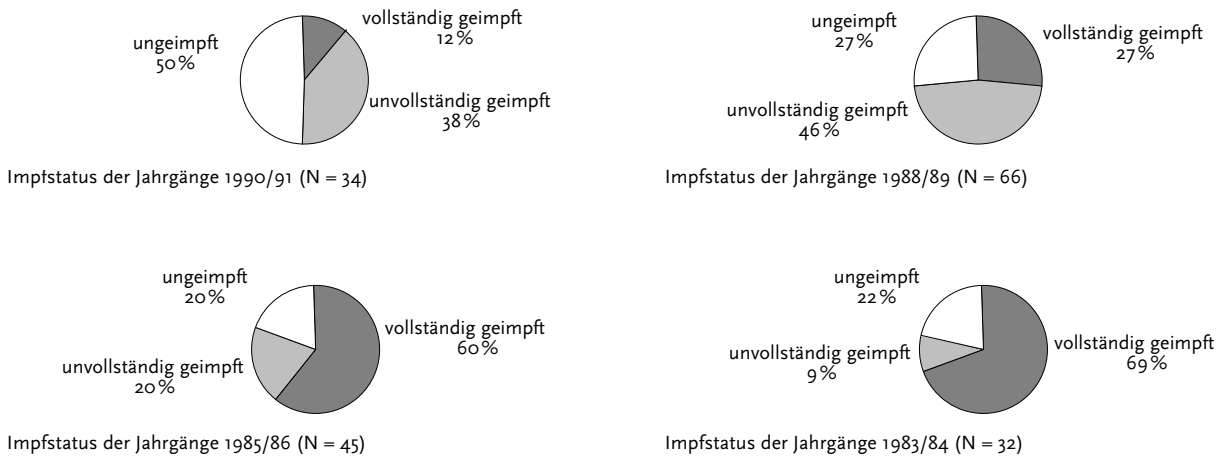 vollständig geimpft
12 %
ungeimpft
50 %
unvollständig geimpft
38 %
Impfstatus der Jahrgänge 1990/91 (N = 34)
ungeimpft
27 %
vollständig geimpft
27 %
unvollständig geimpft
46 %
Impfstatus der Jahrgänge 1988/89 (N = 66)
ungeimpft
20 %
vollständig geimpft
60 %
unvollständig geimpft
20 %
Impfstatus der Jahrgänge 1985/86 (N = 45)
ungeimpft
22 %
vollständig geimpft
69 %
unvollständig geimpft
9 %
Impfstatus der Jahrgänge 1983/84 (N = 32)